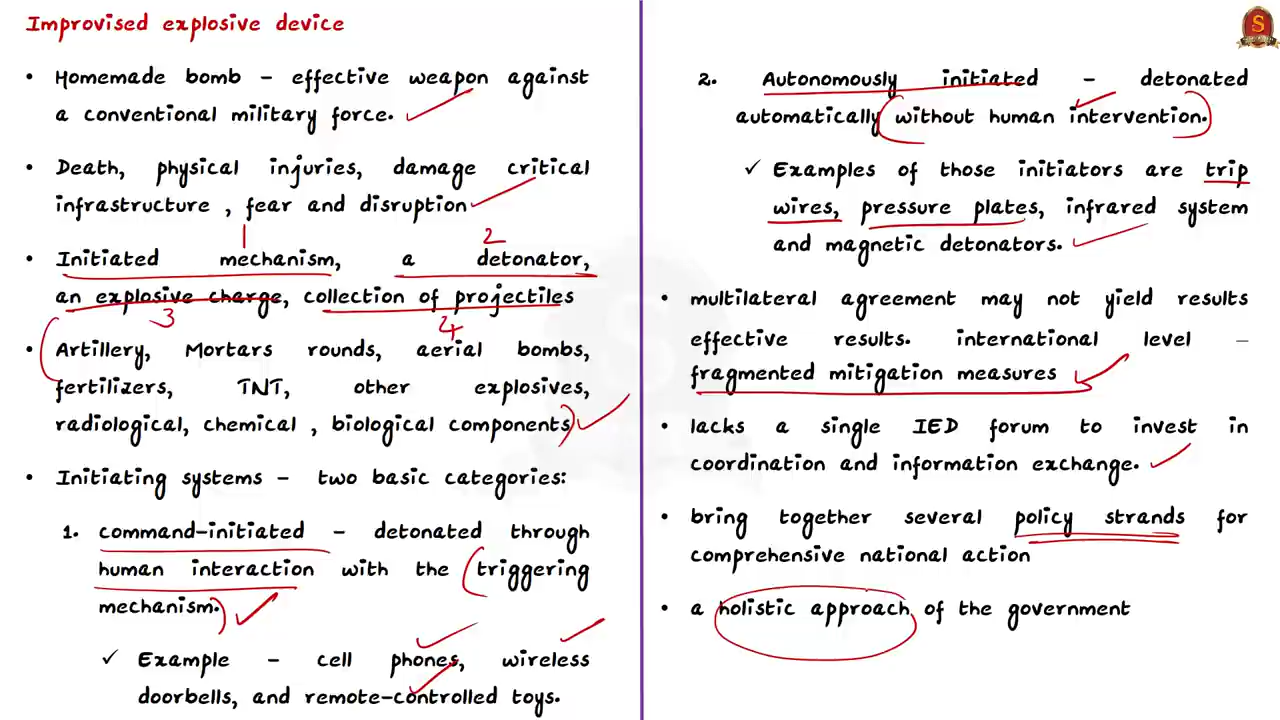 Improvised explosive device
• Homemade bomb – effective weapon against
a conventional military force.
• Death, physical injuries, damage critical
infrastructure , fear and disruption
1
2
• Initiated mechanism, a detonator,
an explosive charge, collection of projectiles
3
4
• Artillery, Mortars rounds, aerial bombs,
fertilizers, TNT, other explosives,
radiological, chemical , biological components
• Initiating systems – two basic categories:
1. command-initiated – detonated through
human interaction with the (triggering
mechanism.)
✓ Example – cell phones, wireless
doorbells, and remote-controlled toys.
2. Autonomously initiated – detonated
automatically (without human intervention.)
✓ Examples of those initiators are trip
wires, pressure plates, infrared system
and magnetic detonators.
• multilateral agreement may not yield results
effective results. international level –
fragmented mitigation measures
• lacks a single IED forum to invest in
coordination and information exchange.
• bring together several policy strands for
comprehensive national action
• a holistic approach of the government
S